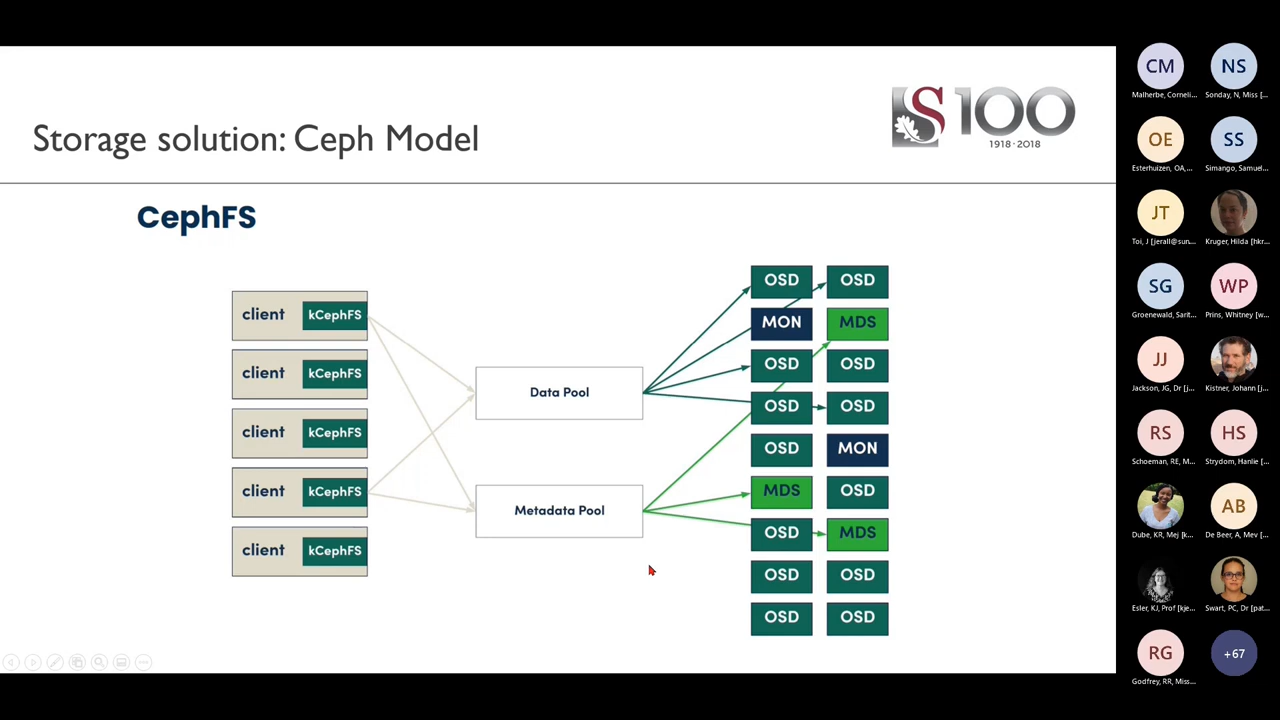 Storage solution: Ceph Model
S100
1918 · 2018
CephFS
client kCephFS
client kCephFS
client kCephFS
client kCephFS
client kCephFS
Data Pool
Metadata Pool
OSD OSD
MON MDS
OSD OSD
OSD OSD
OSD MON
MDS OSD
OSD MDS
OSD OSD
OSD OSD
CM NS
Malherbe, Corneli... Sonday, N, Miss [...
OE SS
Esterhuizen, OA,... Simango, Samuel...
JT
Toi, J [jerall@sun... Kruger, Hilda [hkr...
SG WP
Groenewald, Sarit... Prins, Whitney [w...
JJ
Jackson, JG, Dr [j... Kistner, Johann [j...
RS HS
Schoeman, RE, M... Strydom, Hanlie [...
AB
Dube, KR, Mej [k... De Beer, A, Mev [...
Esler, KJ, Prof [kje... Swart, PC, Dr [pat...
RG +67
Godfrey, RR, Miss...